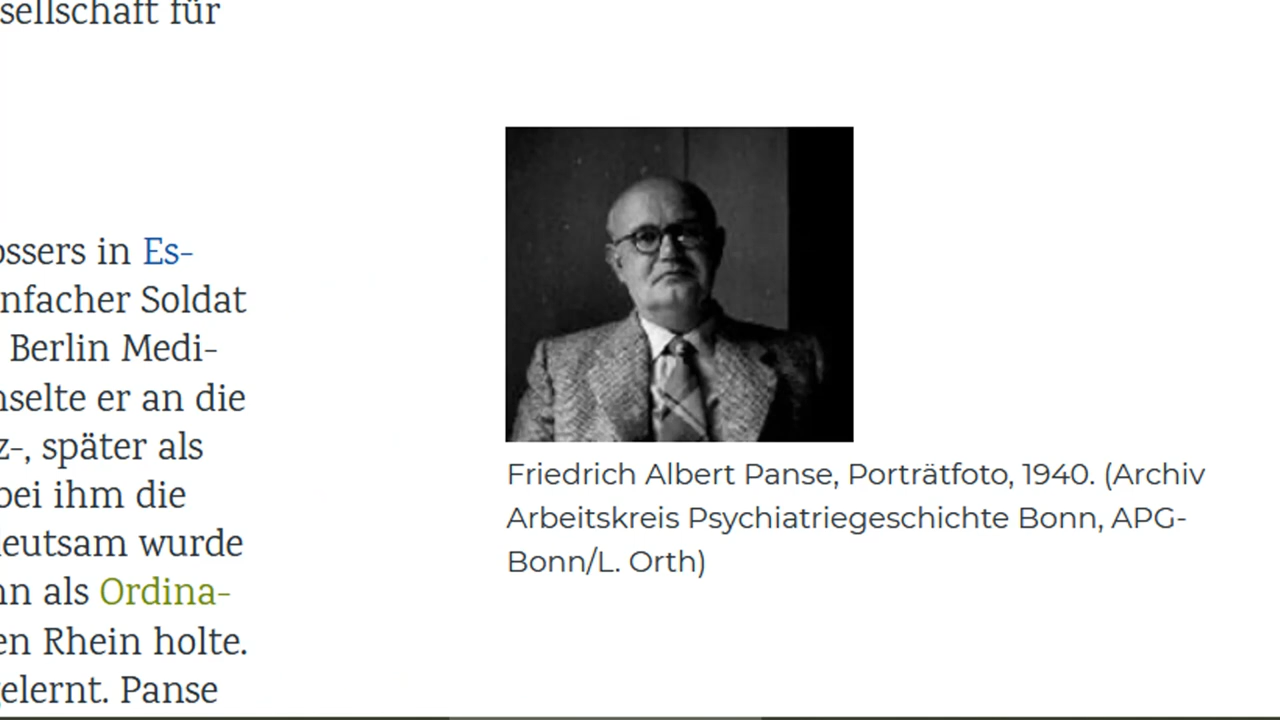 sellschaft für
ossers in Es-
nfacher Soldat
Berlin Medi-
nselte er an die
z-, später als
bei ihm die
deutsam wurde
nn als Ordina-
en Rhein holte.
gelernt. Panse
Friedrich Albert Panse, Porträtfoto, 1940. (Archiv
Arbeitskreis Psychiatriegeschichte Bonn, APG-
Bonn/L. Orth)